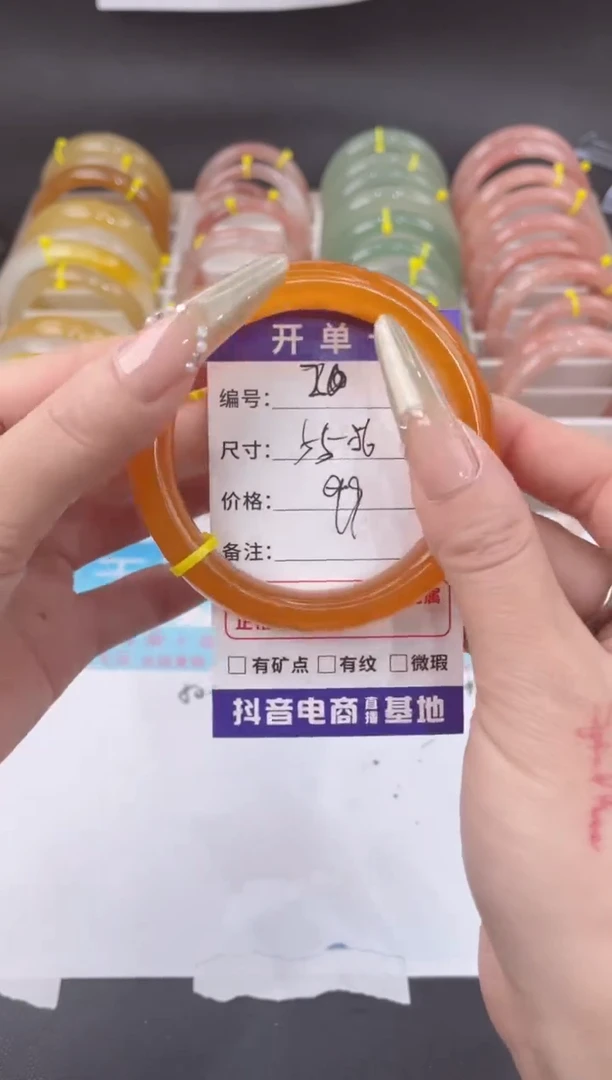 开单
编号:
尺寸: 55-56
价格: 99
备注:
属
□有矿点 □有纹 □微瑕
抖音电商直播基地